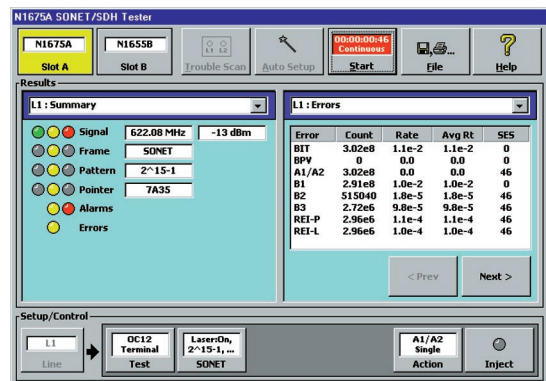 N1675A SONET/SDH Tester
N1675A
Slot A
N1655B
Slot B
L1 L2
Trouble Scan
Auto Setup
00:00:00:46
Continuous
Start
File
Help
Results
L1 : Summary
Signal 622.08 MHz -13 dBm
Frame SONET
Pattern 2^15-1
Pointer 7A35
Alarms
Errors
L1 : Errors
Error Count Rate Avg Rt SES
BIT 3.02e8 1.1e-2 1.1e-2 0
BPV 0 0.0 0.0 0
A1/A2 3.02e8 0.0 0.0 46
B1 2.91e8 1.0e-2 1.0e-2 0
B2 515040 1.8e-5 1.8e-5 46
B3 2.72e6 9.8e-5 9.8e-5 46
REI-P 2.96e6 1.1e-4 1.1e-4 46
REI-L 2.96e6 1.0e-4 1.0e-4 46
< Prev
Next >
Setup/Control
L1
Line
OC12
Terminal
Test
Laser:On,
2^15-1, ...
SONET
A1/A2
Single
Action
Inject